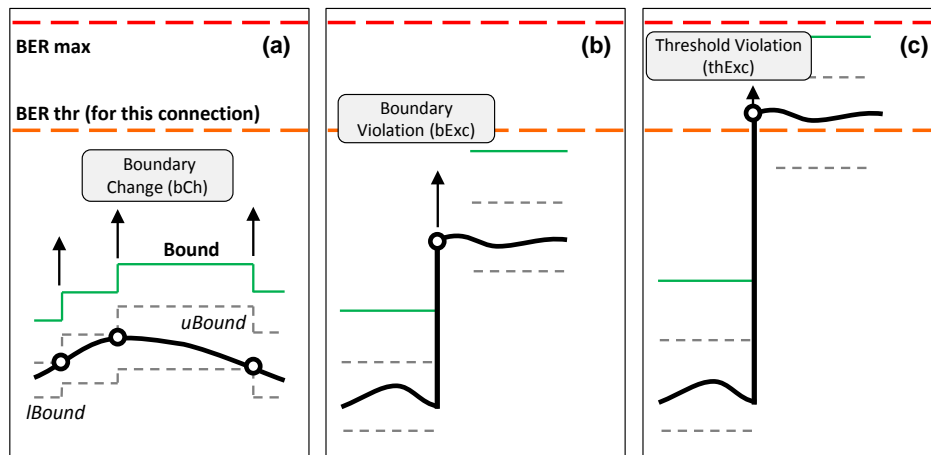 (a)
BER max
BER thr (for this connection)
Boundary
Change (bCh)
Bound
uBound
lBound
(b)
Boundary
Violation (bExc)
(c)
Threshold Violation
(thExc)